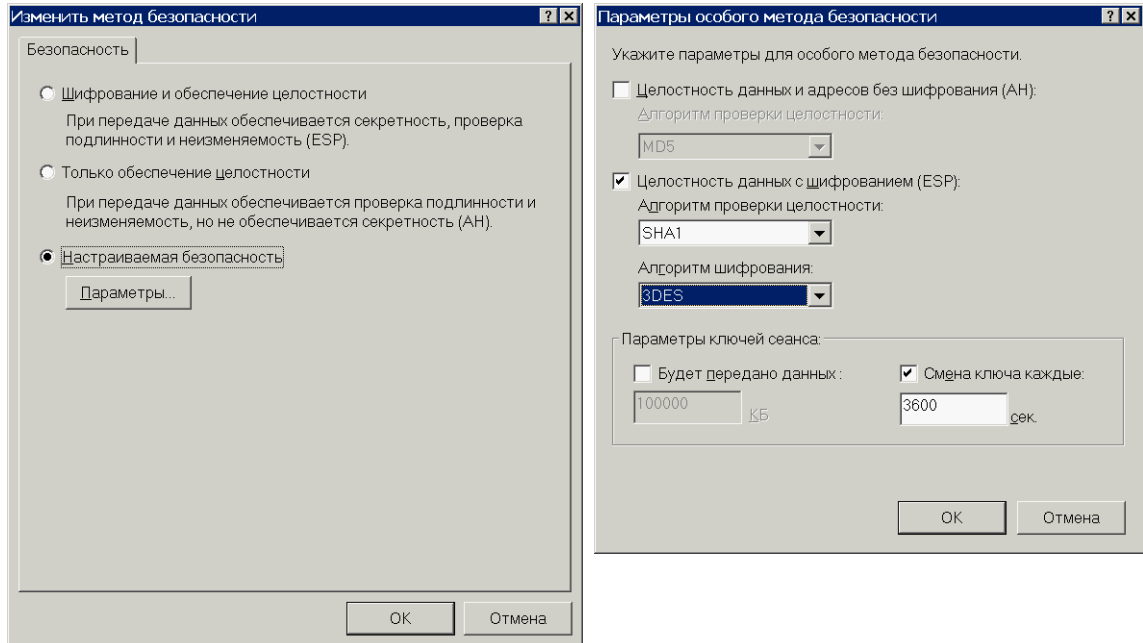 Изменить метод безопасности
Безопасность
Шифрование и обеспечение целостности
При передаче данных обеспечивается секретность, проверка
подлинности и неизменяемость (ESP).
Только обеспечение целостности
При передаче данных обеспечивается проверка подлинности и
неизменяемость, но не обеспечивается секретность (AH).
Настраиваемая безопасность
Параметры...
ОК
Отмена
Параметры особого метода безопасности
Укажите параметры для особого метода безопасности.
Целостность данных и адресов без шифрования (AH):
Алгоритм проверки целостности:
MD5
Целостность данных с шифрованием (ESP):
Алгоритм проверки целостности:
SHA1
Алгоритм шифрования:
3DES
Параметры ключей сеанса:
Будет передано данных :
100000
КБ
Смена ключа каждые:
3600
сек.
ОК
Отмена